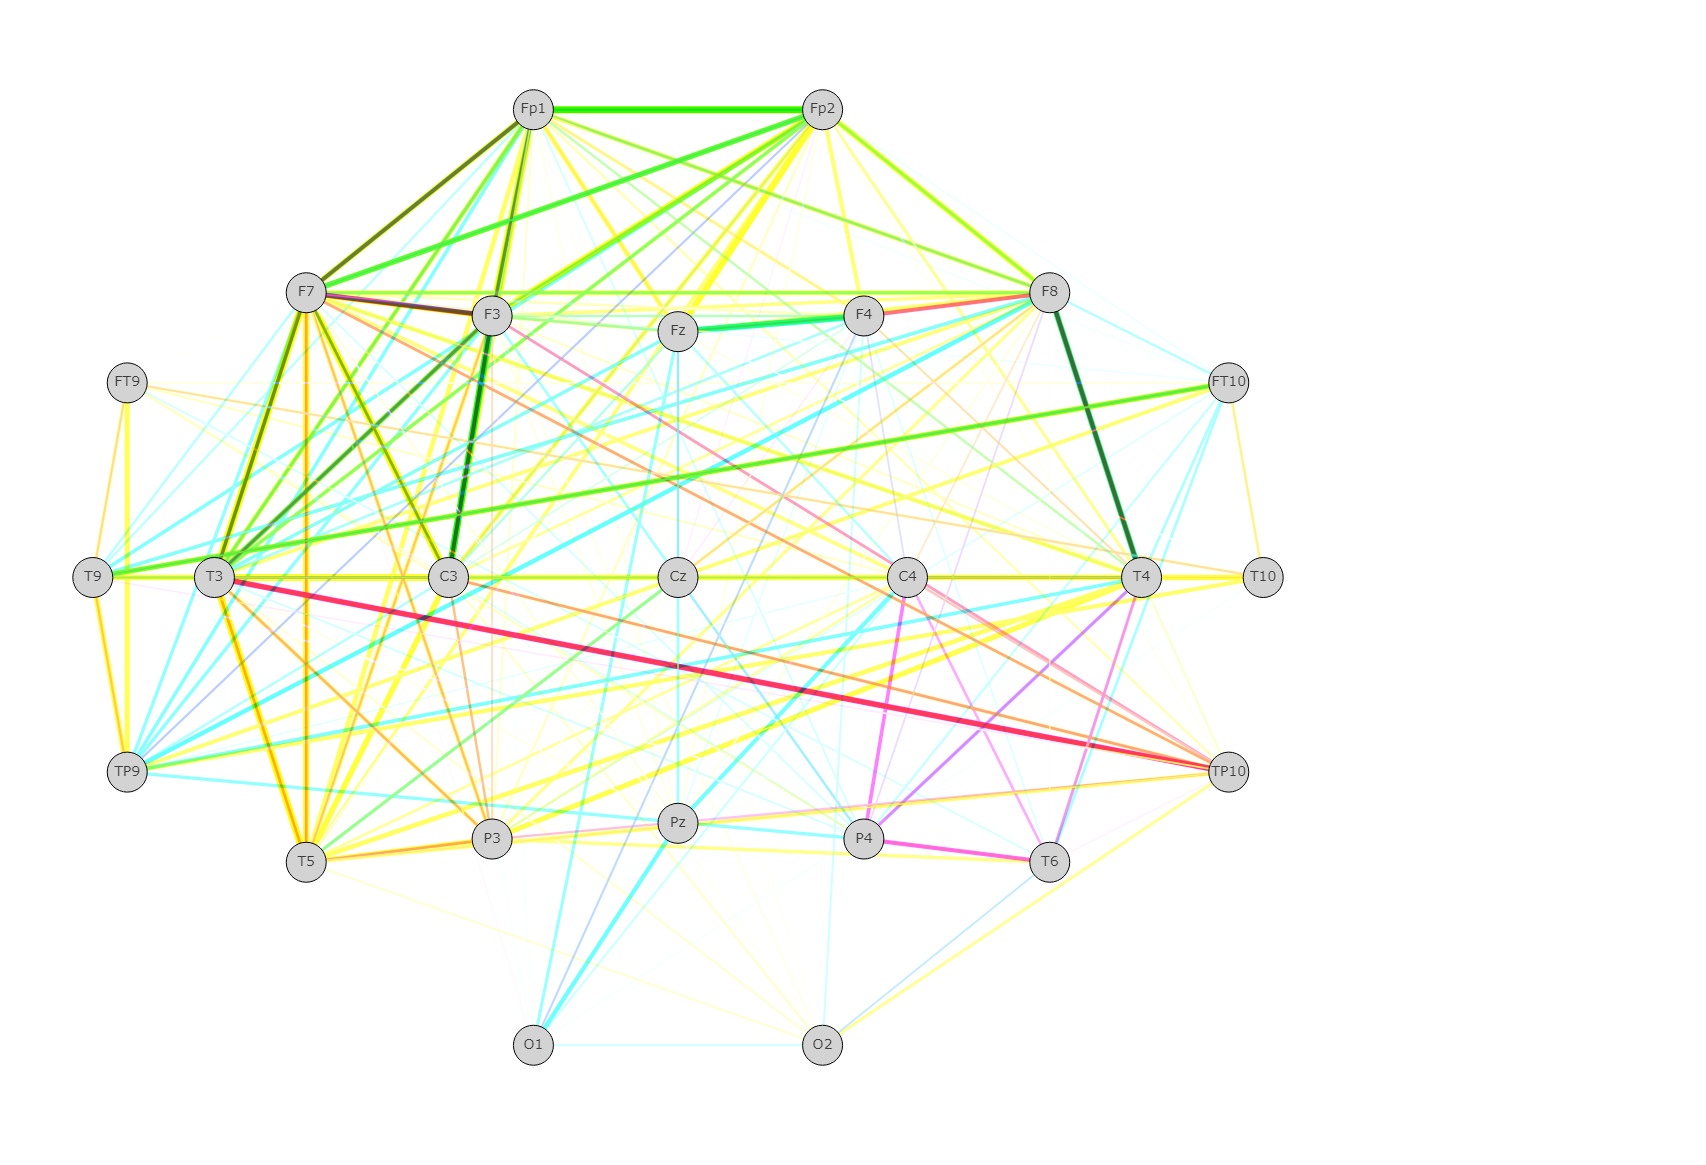 Fp1 Fp2
F7 F3 Fz F4 F8
FT9 FT10
T9 T3 C3 Cz C4 T4 T10
TP9 TP10
T5 P3 Pz P4 T6
O1 O2